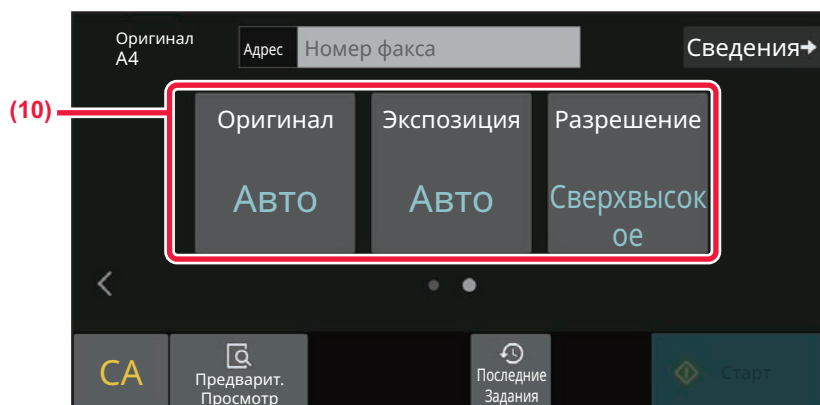 Оригинал
A4
Адрес
Номер факса
Сведения
(10)
Оригинал
Экспозиция
Разрешение
Авто
Авто
Сверхвысок
ое
CA
Предварит.
Просмотр
Последние
Задания
Старт